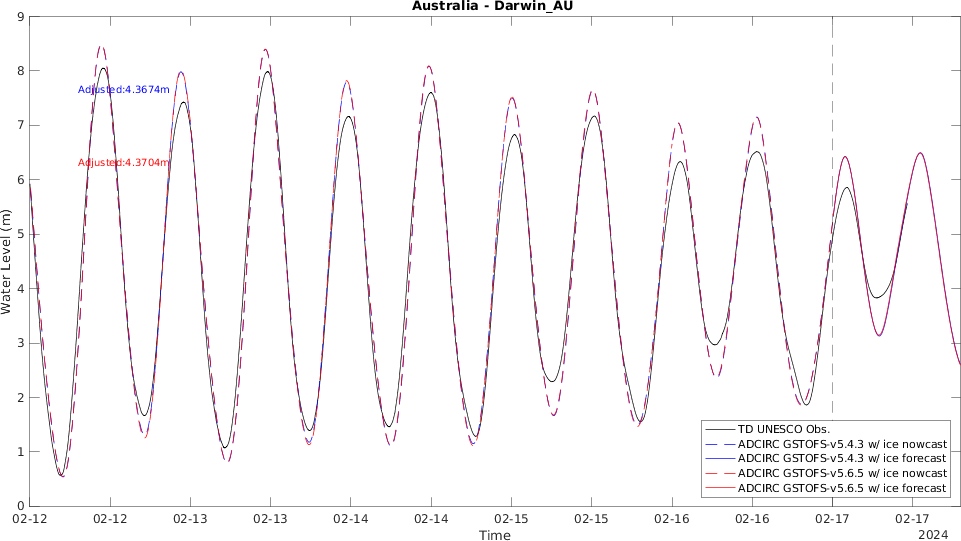 Australia - Darwin_AU
9
8
7
6
5
4
3
2
1
0
Water Level (m)
Adjusted:4.3674m
Adjusted:4.3704m
TD UNESCO Obs.
ADCIRC GSTOFS-v5.4.3 w/ ice nowcast
ADCIRC GSTOFS-v5.4.3 w/ ice forecast
ADCIRC GSTOFS-v5.6.5 w/ ice nowcast
ADCIRC GSTOFS-v5.6.5 w/ ice forecast
02-12 02-12 02-13 02-13 02-14 02-14 02-15 02-15 02-16 02-16 02-17 02-17
Time
2024